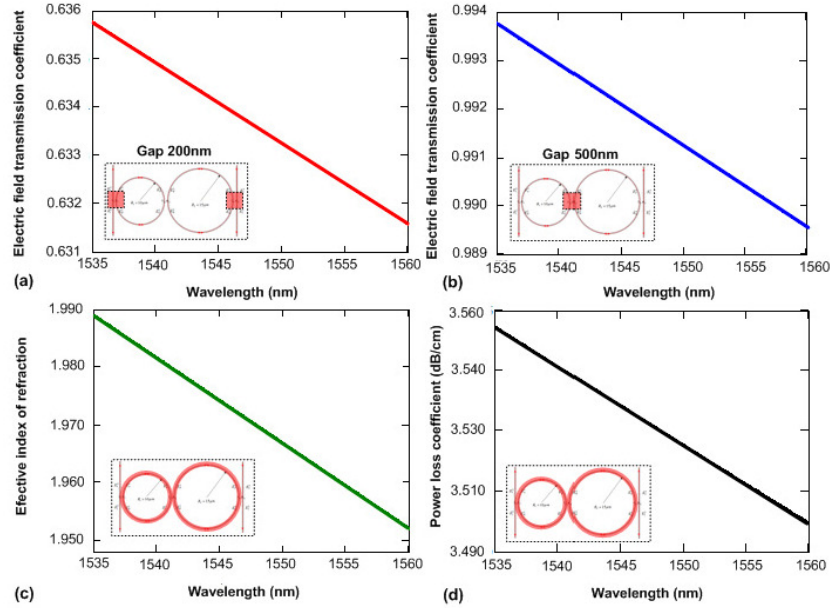 Electric field transmission coefficient
0.636
0.635
0.634
0.633
0.632
0.631
Gap 200nm
1535 1540 1545 1550 1555 1560
(a)
Wavelength (nm)
Electric field transmission coefficient
0.994
0.992
0.991
0.990
0.989
Gap 500nm
1535 1540 1545 1550 1555 1560
(b)
Wavelength (nm)
Efective index of refraction
1.990
1.980
1.970
1.960
1.950
1535 1540 1545 1550 1555 1560
(c)
Wavelength (nm)
Power loss coefficient (dB/cm)
3.560
3.540
3.530
3.510
3.490
1535 1540 1545 1550 1555 1560
(d)
Wavelength (nm)